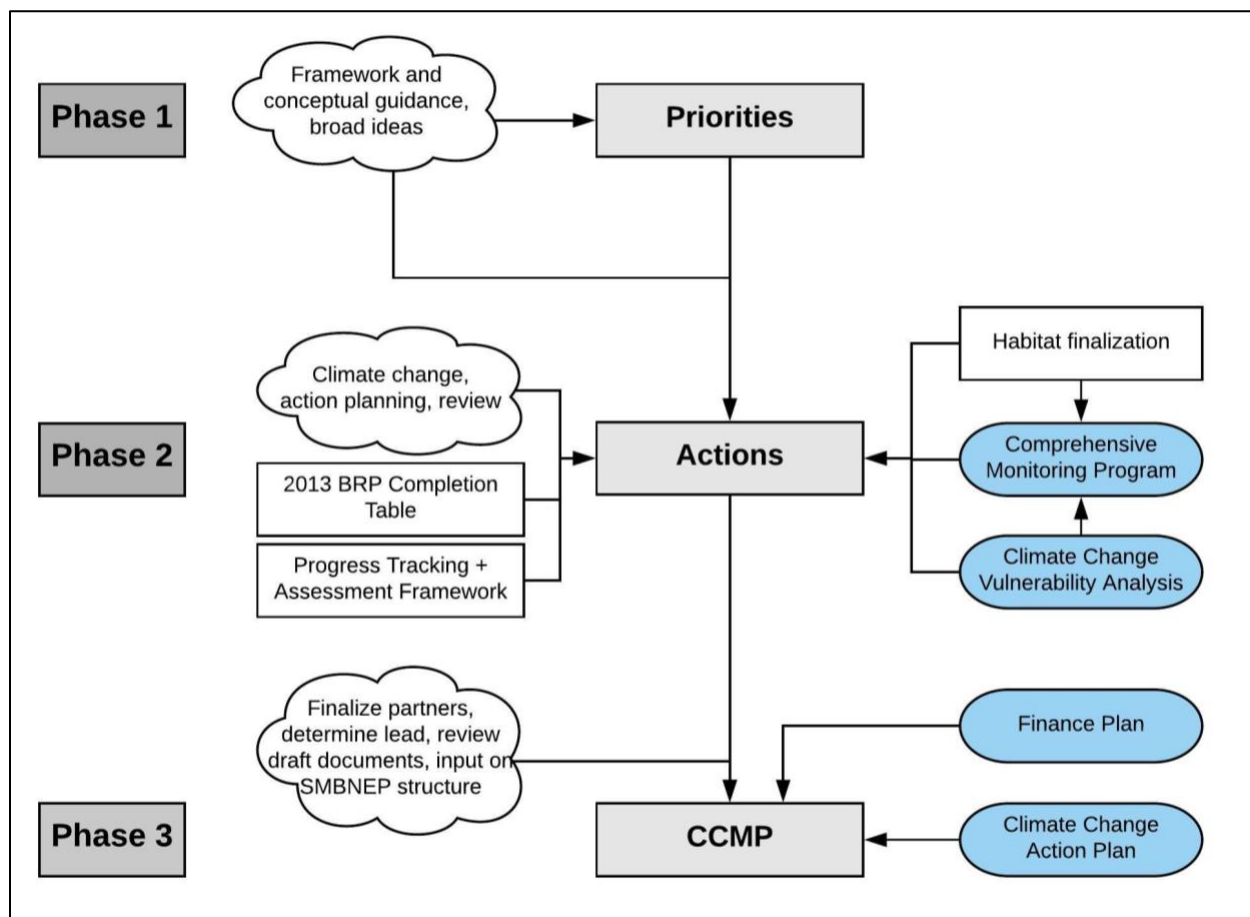 Phase 1
Framework and
conceptual guidance,
broad ideas
Priorities
Phase 2
Climate change,
action planning, review
2013 BRP Completion
Table
Progress Tracking +
Assessment Framework
Actions
Habitat finalization
Comprehensive
Monitoring Program
Climate Change
Vulnerability Analysis
Phase 3
Finalize partners,
determine lead, review
draft documents, input on
SMBNEP structure
CCMP
Finance Plan
Climate Change
Action Plan